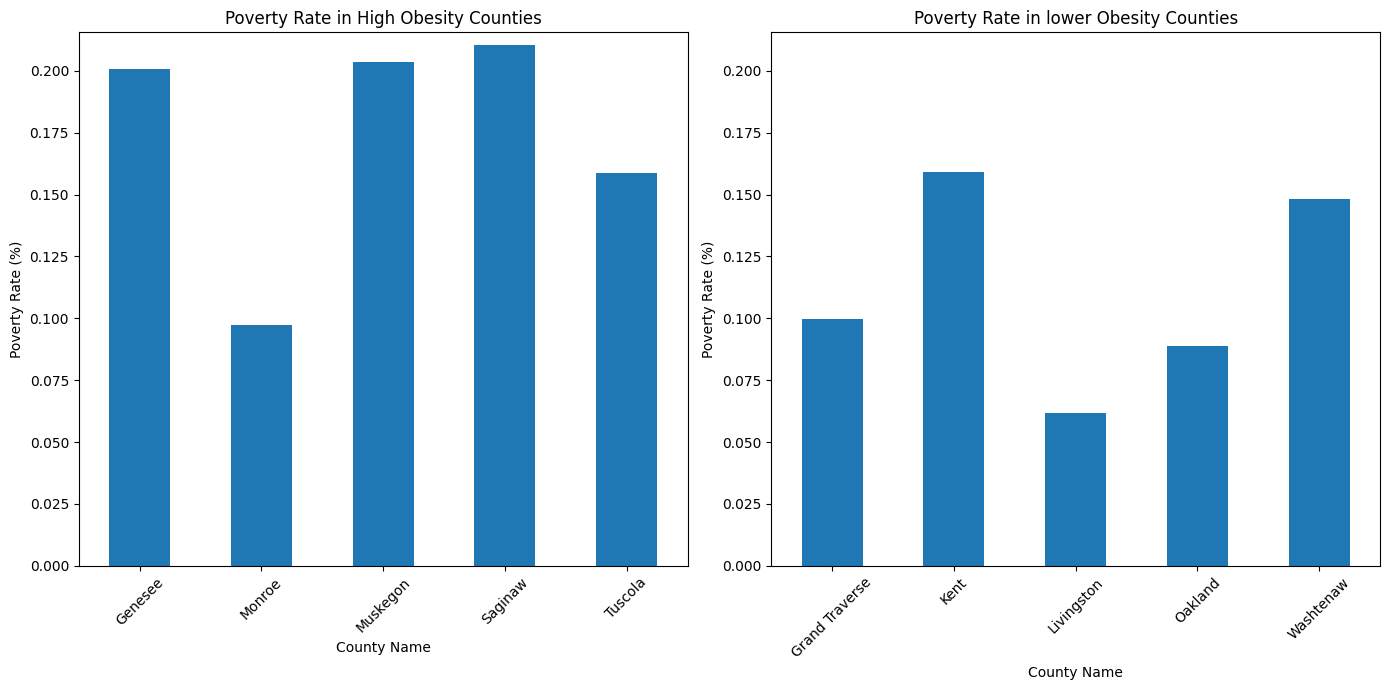 Poverty Rate in High Obesity Counties
Poverty Rate (%)
0.200
0.175
0.150
0.125
0.100
0.075
0.050
0.025
0.000
Genesee
Monroe
Muskegon
Saginaw
Tuscola
County Name
Poverty Rate in lower Obesity Counties
Poverty Rate (%)
0.200
0.175
0.150
0.125
0.100
0.075
0.050
0.025
0.000
Grand Traverse
Kent
Livingston
Oakland
Washtenaw
County Name